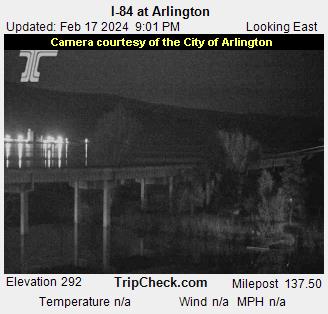 I-84 at Arlington
Updated: Feb 17 2024 9:01 PM Looking East
Camera courtesy of the City of Arlington
Elevation 292 TripCheck.com Milepost 137.50
Temperature n/a Wind n/a MPH n/a